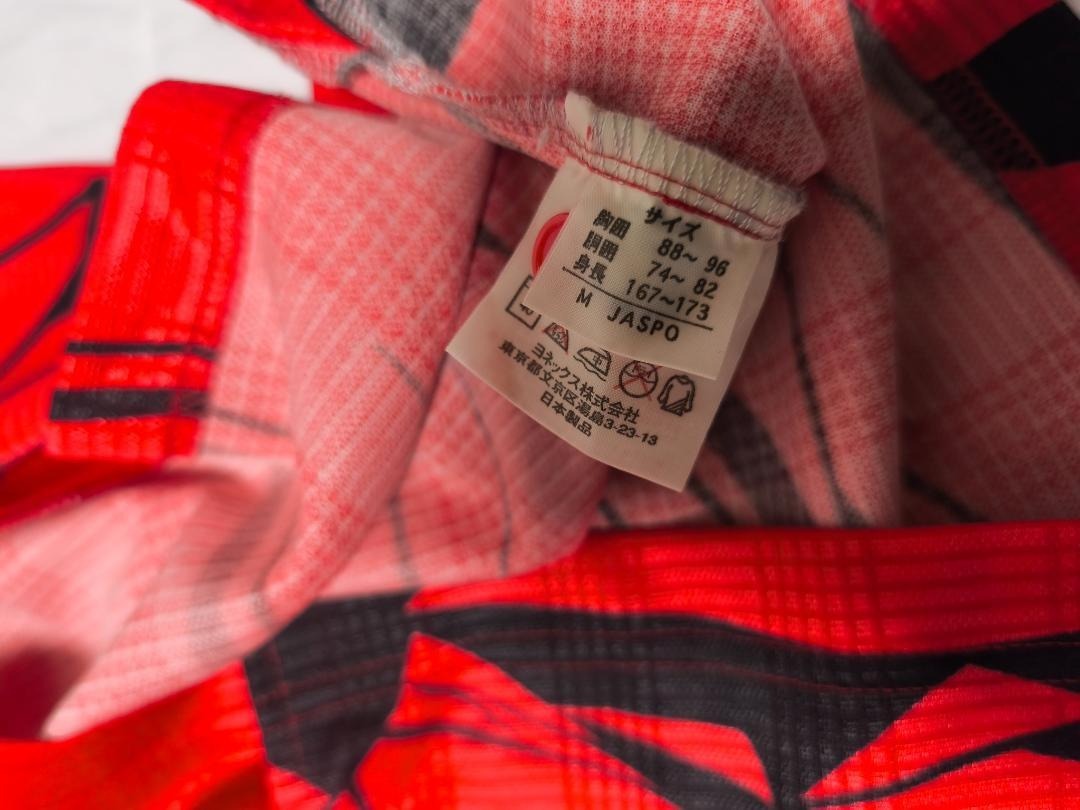 サイズ
胸囲 88~ 96
胴囲 74~ 82
身長 167~173
M JASPO
ヨネックス株式会社
東京都文京区湯島3-23-13
日本製品